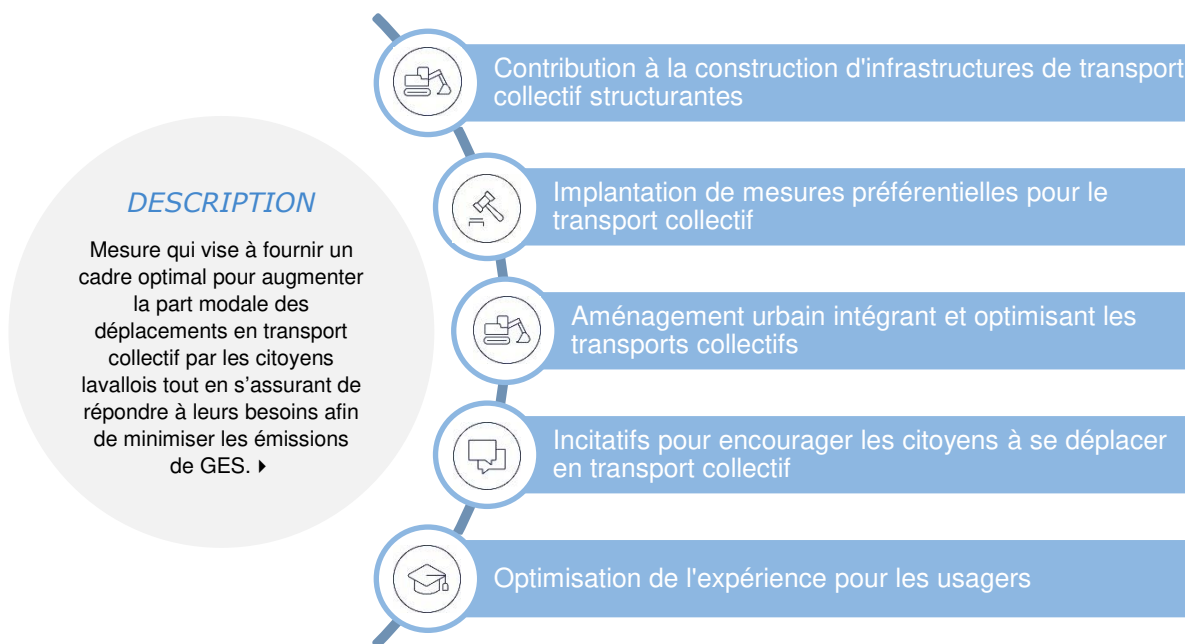 DESCRIPTION
Mesure qui vise à fournir un
cadre optimal pour augmenter
la part modale des
déplacements en transport
collectif par les citoyens
lavallois tout en s’assurant de
répondre à leurs besoins afin
de minimiser les émissions
de GES.
Contribution à la construction d'infrastructures de transport
collectif structurantes
Implantation de mesures préférentielles pour le
transport collectif
Aménagement urbain intégrant et optimisant les
transports collectifs
Incitatifs pour encourager les citoyens à se déplacer
en transport collectif
Optimisation de l'expérience pour les usagers